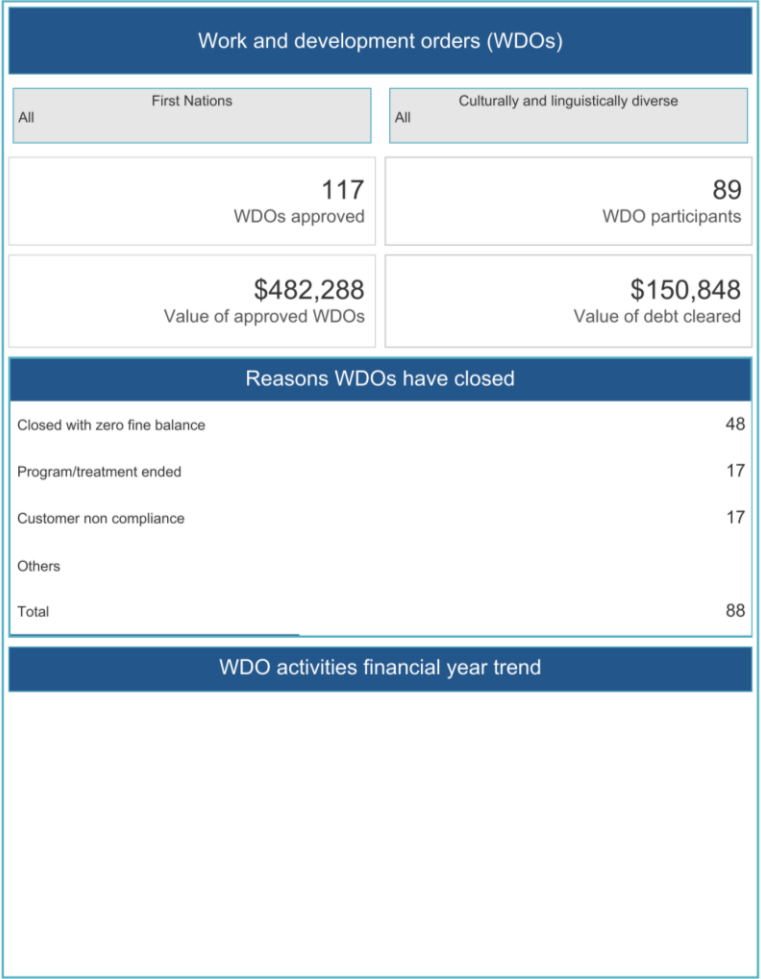 Work and development orders (WDOs)
First Nations
All
Culturally and linguistically diverse
All
117
WDOs approved
89
WDO participants
$482,288
Value of approved WDOs
$150,848
Value of debt cleared
Reasons WDOs have closed
Closed with zero fine balance 48
Program/treatment ended 17
Customer non compliance 17
Others
Total 88
WDO activities financial year trend